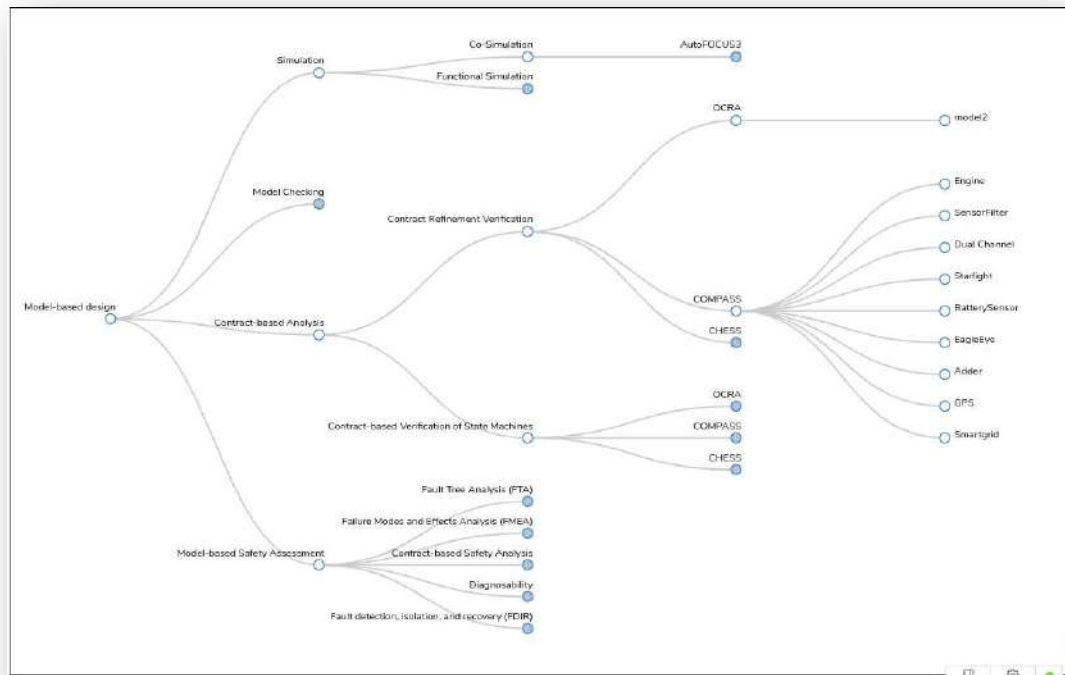 Co-Simulation
AutoFOCUS3
Simulation
Functional Simulation
OCRA
model2
Engine
Model Checking
SensorFilter
Contract Refinement Verification
Dual Channel
Starlight
Model-based design
COMPASS
BatterySensor
Contract-based Analysis
CHESS
EagleEye
Adder
OCRA
GPS
Contract-based Verification of State Machines
COMPASS
Smartgrid
CHESS
Fault Tree Analysis (FTA)
Failure Modes and Effects Analysis (FMEA)
Model-based Safety Assessment
Contract-based Safety Analysis
Diagnosability
Fault detection, isolation, and recovery (FDIR)